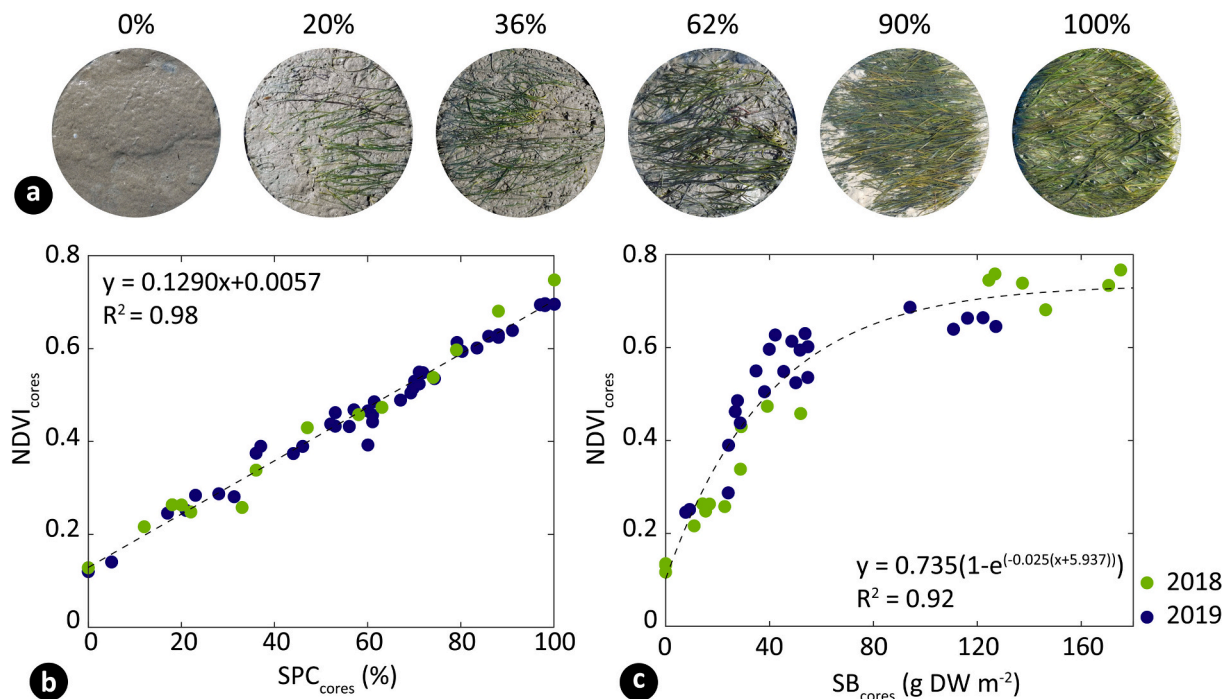 0% 20% 36% 62% 90% 100%
a
0.8
0.6
0.4
0.2
0
NDVIcores
y = 0.1290x+0.0057
R² = 0.98
0 20 40 60 80 100
SPCcores (%)
b
0.8
0.6
0.4
0.2
0
NDVIcores
y = 0.735(1-e(-0.025(x+5.937)))
R² = 0.92
0 40 80 120 160
SBcores (g DW m⁻²)
c
2018
2019